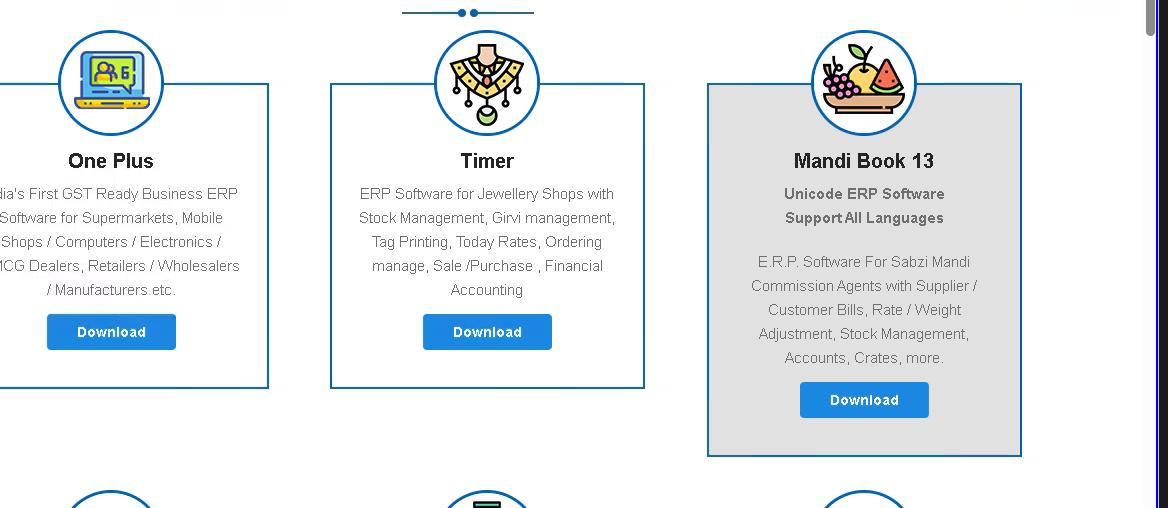 One Plus
dia's First GST Ready Business ERP
Software for Supermarkets, Mobile
Shops / Computers / Electronics /
MCG Dealers, Retailers / Wholesalers
/ Manufacturers etc.
Download
Timer
ERP Software for Jewellery Shops with
Stock Management, Girvi management,
Tag Printing, Today Rates, Ordering
manage, Sale /Purchase , Financial
Accounting
Download
Mandi Book 13
Unicode ERP Software
Support All Languages
E.R.P. Software For Sabzi Mandi
Commission Agents with Supplier /
Customer Bills, Rate / Weight
Adjustment, Stock Management,
Accounts, Crates, more.
Download